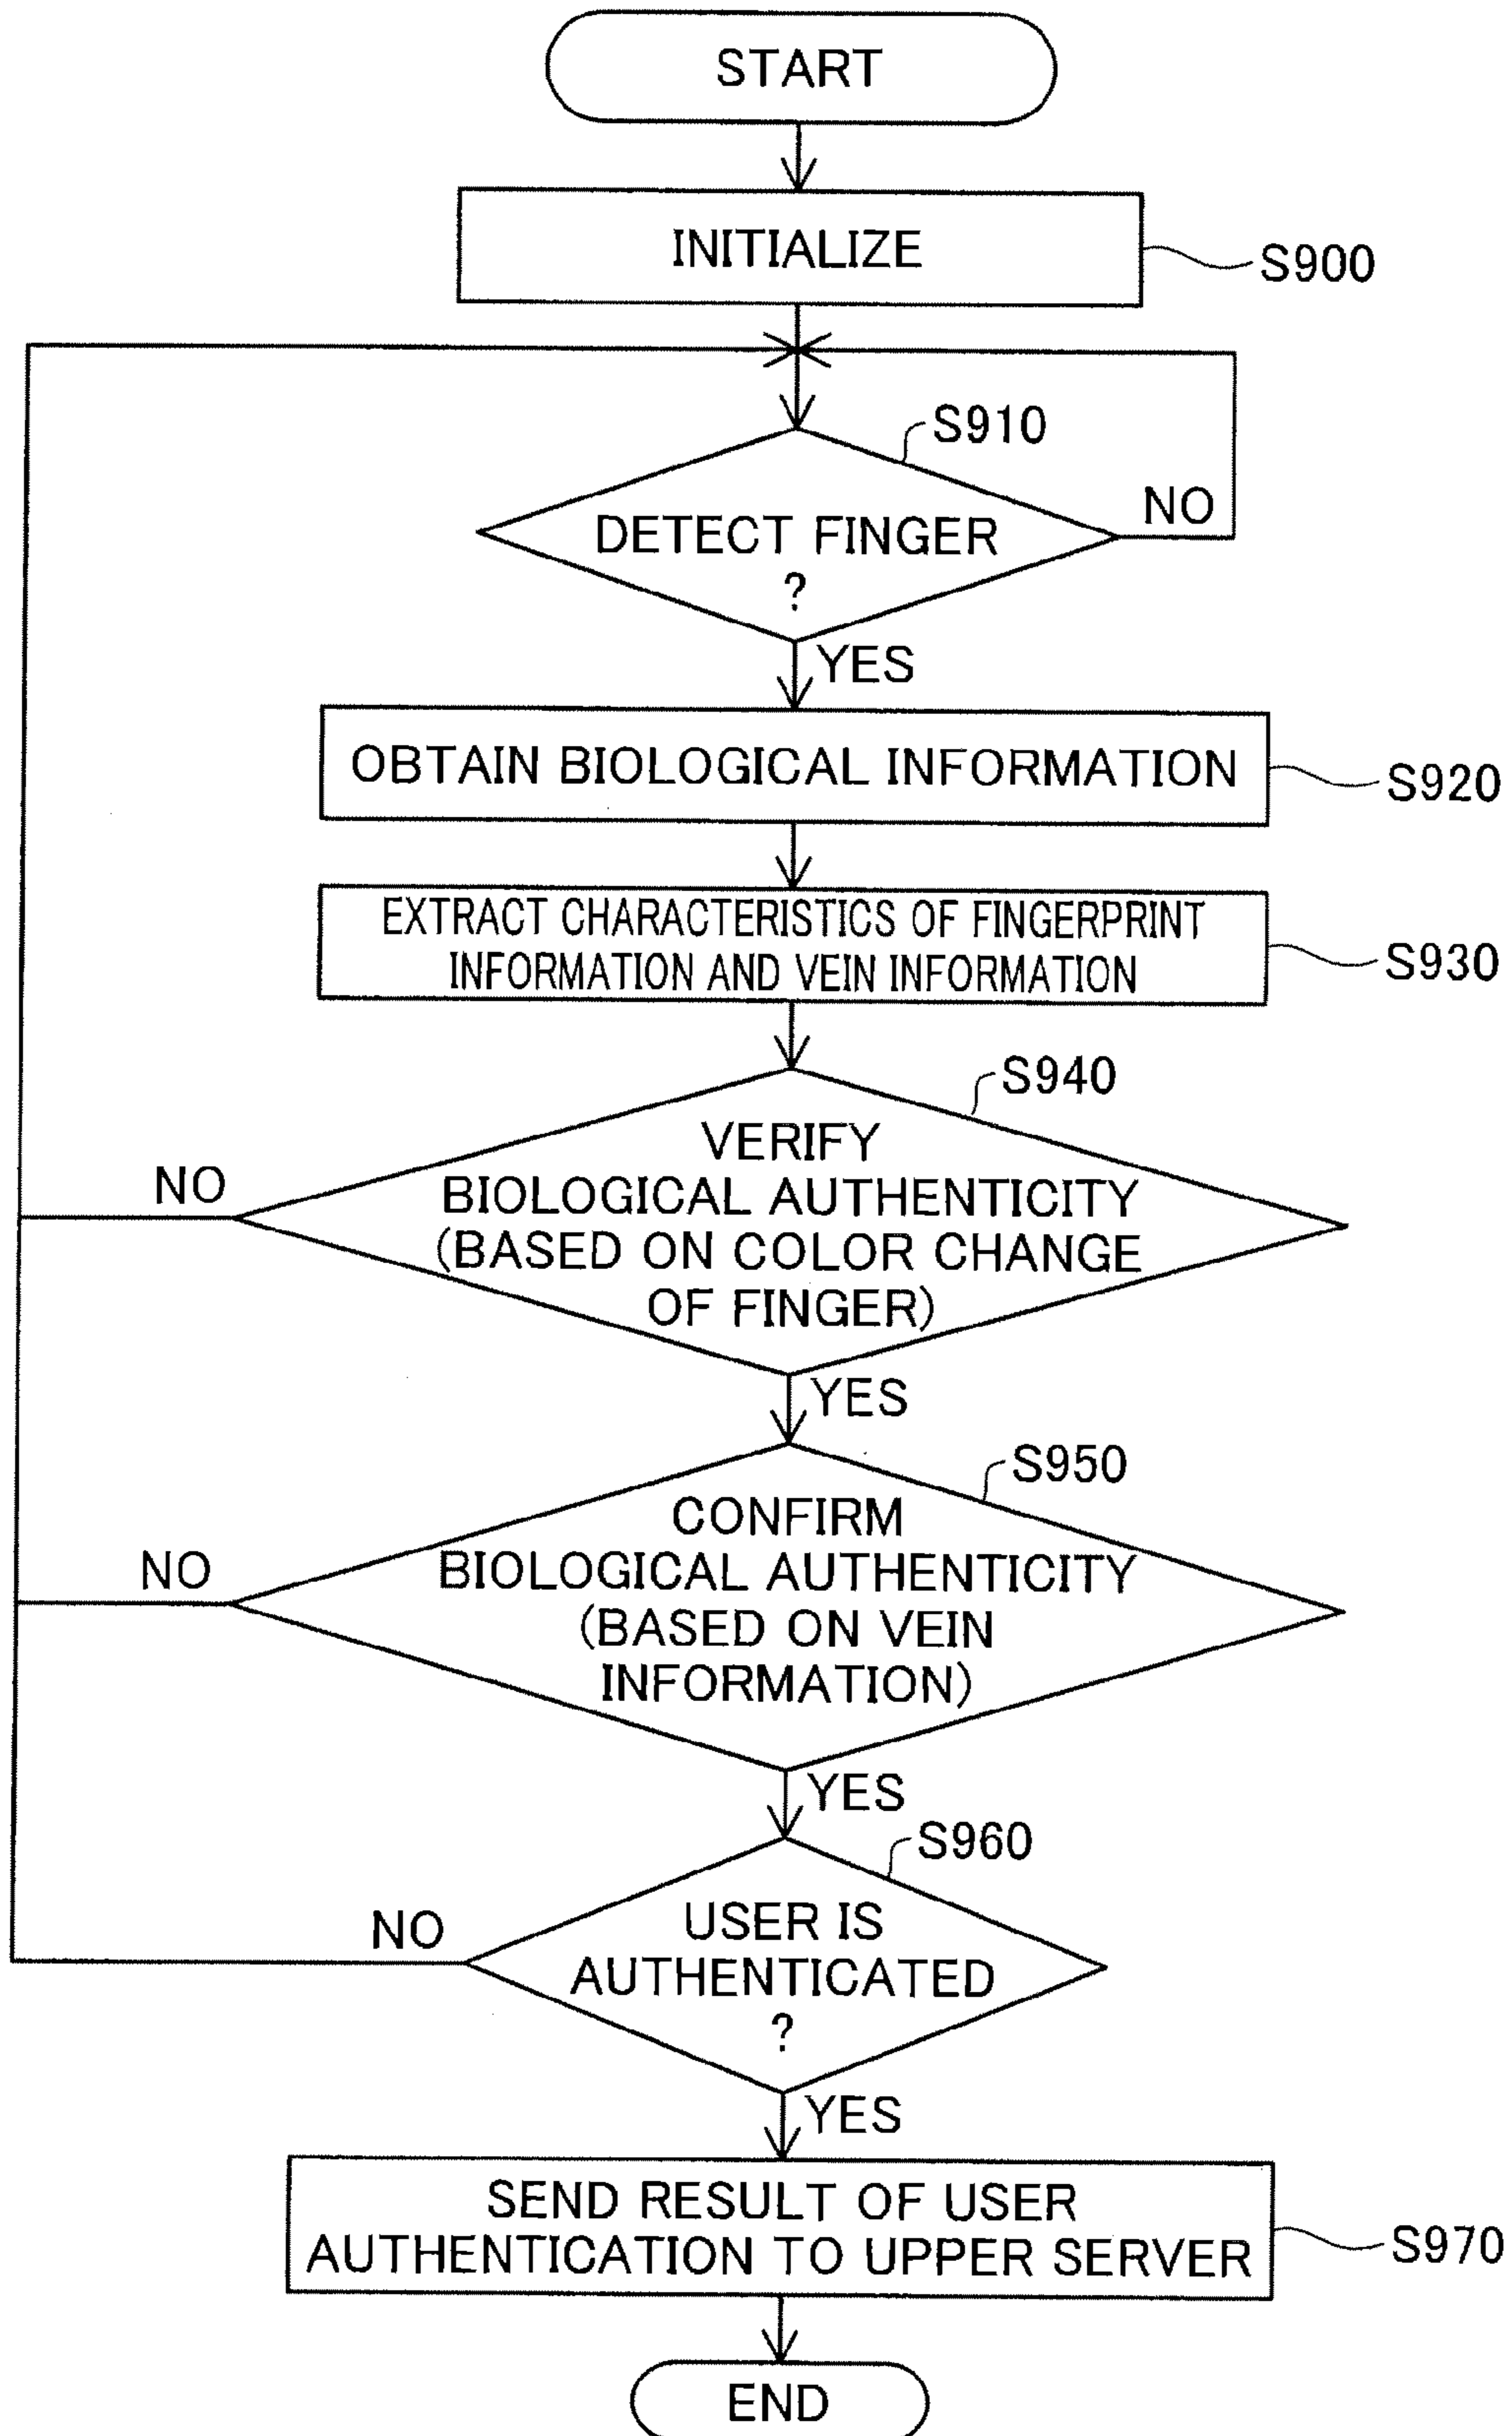 START
INITIALIZE
S900
S910
NO
DETECT FINGER
?
YES
OBTAIN BIOLOGICAL INFORMATION
S920
EXTRACT CHARACTERISTICS OF FINGERPRINT
INFORMATION AND VEIN INFORMATION
S930
S940
VERIFY
NO
BIOLOGICAL AUTHENTICITY
(BASED ON COLOR CHANGE
OF FINGER)
YES
S950
CONFIRM
NO
BIOLOGICAL AUTHENTICITY
(BASED ON VEIN
INFORMATION)
YES
S960
NO
USER IS
AUTHENTICATED
?
YES
SEND RESULT OF USER
AUTHENTICATION TO UPPER SERVER
S970
END